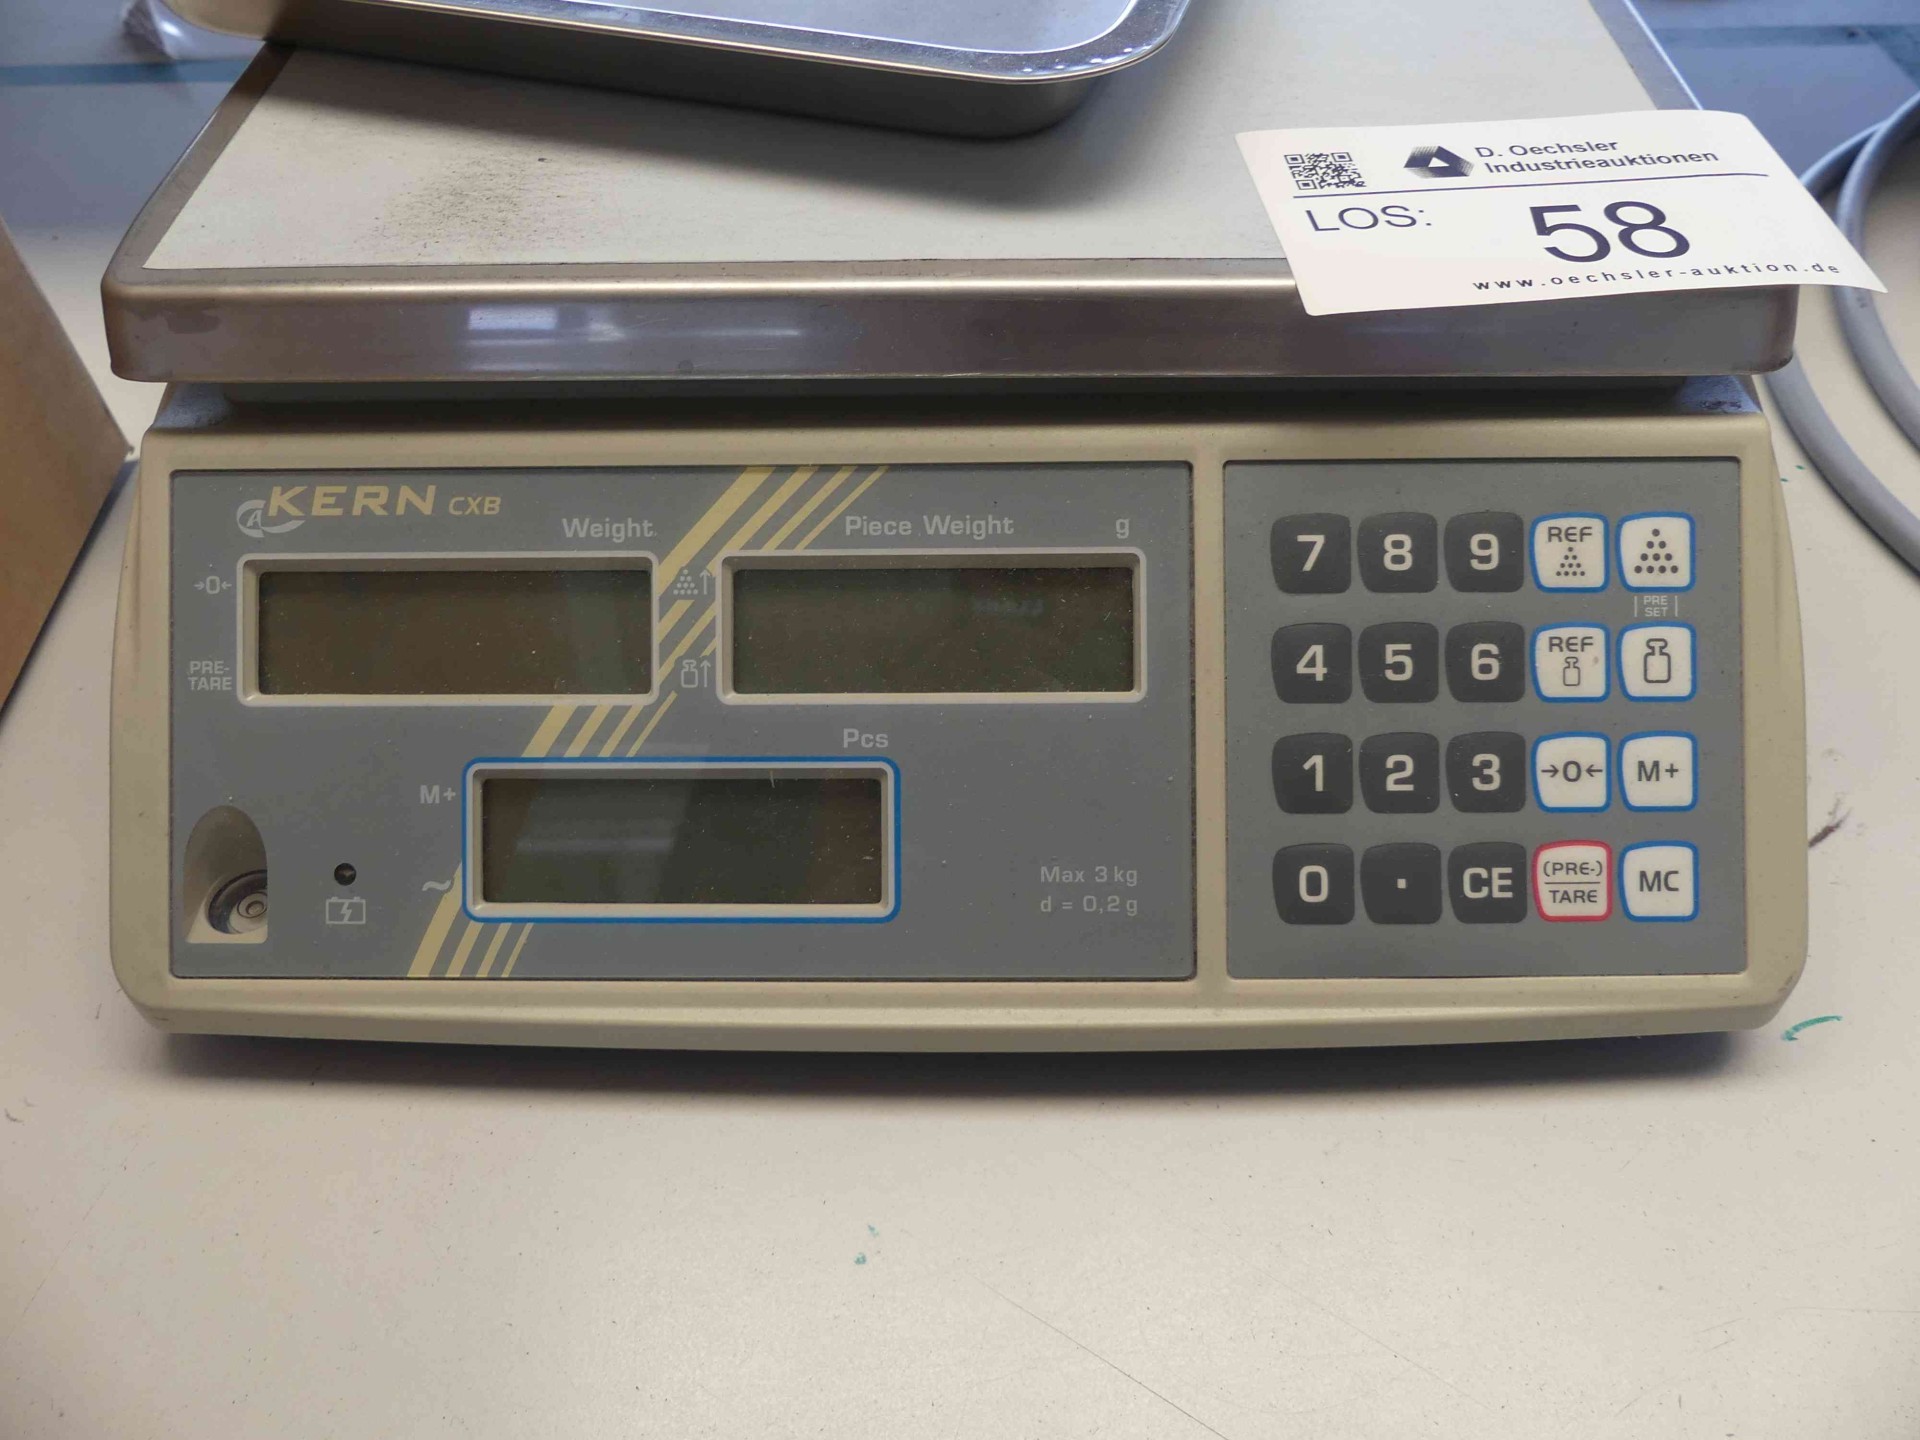 D. Oechsler
Industrieauktionen
LOS: 58
www.oechsler-auktion.de
KERN CXB
Weight
Piece Weight g
→0←
PRE-
TARE
Pcs
M+
~
Max 3 kg
d = 0,2 g
7 8 9 REF
PRE
SET
4 5 6 REF
1 2 3 →0← M+
0 . CE (PRE-)
TARE MC